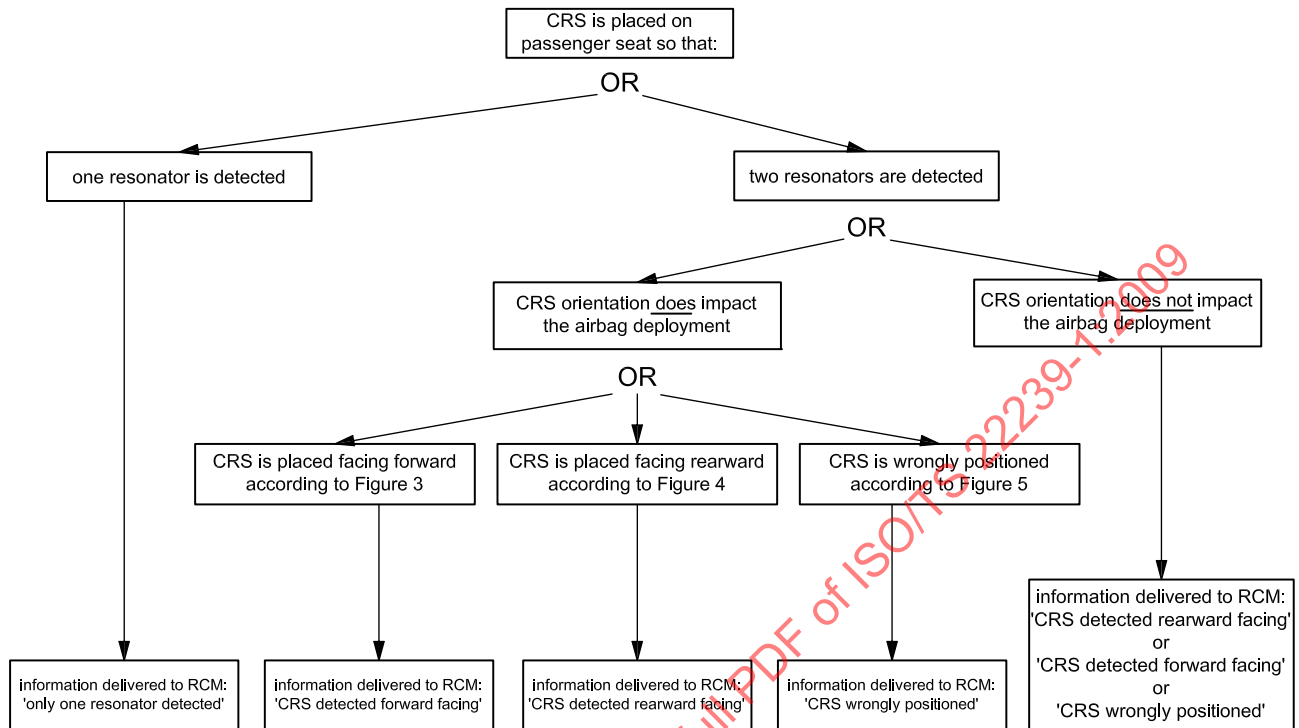 CRS is placed on
passenger seat so that:
OR
one resonator is detected
two resonators are detected
OR
CRS orientation does impact
the airbag deployment
CRS orientation does not impact
the airbag deployment
OR
CRS is placed facing forward
according to Figure 3
CRS is placed facing rearward
according to Figure 4
CRS is wrongly positioned
according to Figure 5
information delivered to RCM:
'only one resonator detected'
information delivered to RCM:
'CRS detected forward facing'
information delivered to RCM:
'CRS detected rearward facing'
information delivered to RCM:
'CRS wrongly positioned'
information delivered to RCM:
'CRS detected rearward facing'
or
'CRS detected forward facing'
or
'CRS wrongly positioned'
full PDF of ISO/TS 22239-1:2009